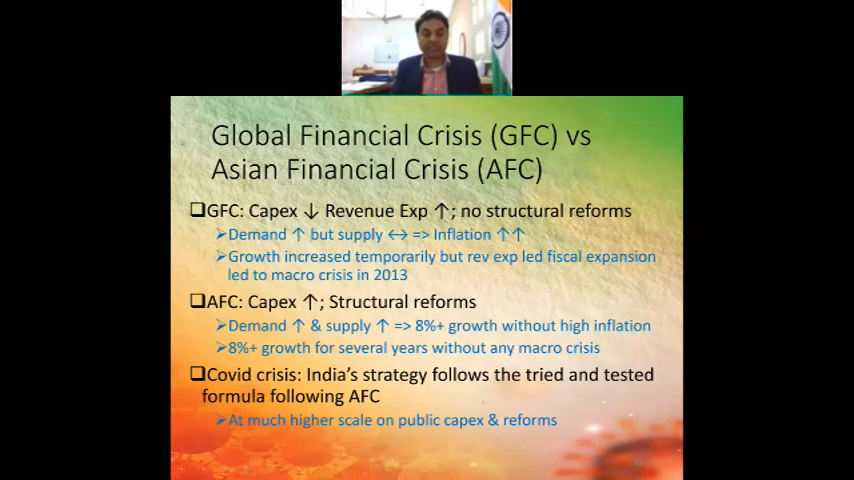 Global Financial Crisis (GFC) vs
Asian Financial Crisis (AFC)
❑GFC: Capex ↓ Revenue Exp ↑; no structural reforms
➢Demand ↑ but supply ↔ => Inflation ↑↑
➢Growth increased temporarily but rev exp led fiscal expansion
led to macro crisis in 2013
❑AFC: Capex ↑; Structural reforms
➢Demand ↑ & supply ↑ => 8%+ growth without high inflation
➢8%+ growth for several years without any macro crisis
❑Covid crisis: India's strategy follows the tried and tested
formula following AFC
➢At much higher scale on public capex & reforms